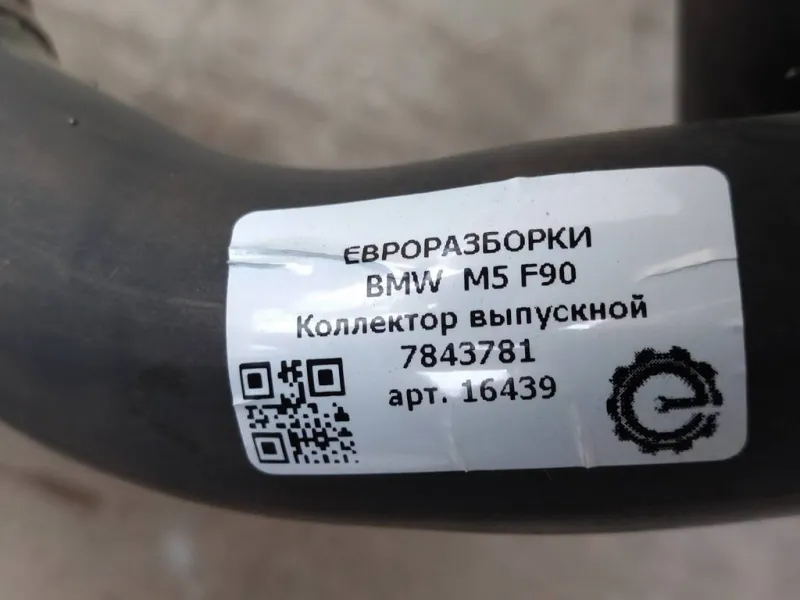 ЕВРОРАЗБОРКИ
BMW M5 F90
Коллектор выпускной
7843781
арт. 16439